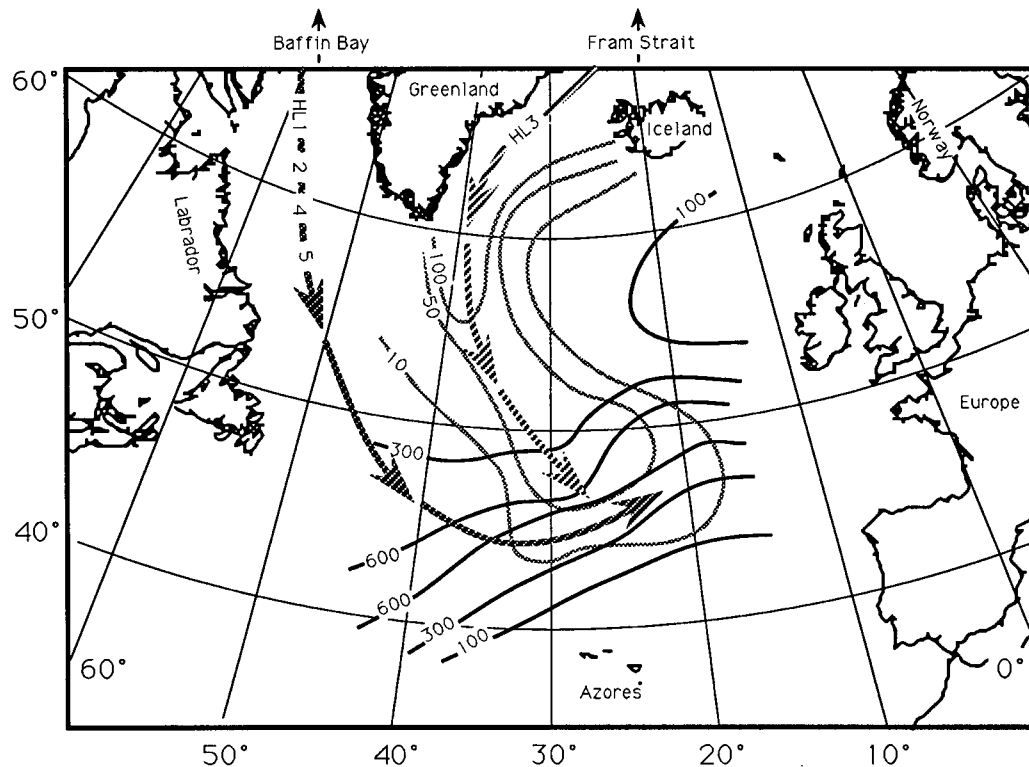 Baffin Bay
Fram Strait
60°
Greenland
Iceland
Norway
HL1 ≈ 2 ≈ 4 ≈ 5
HL3
Labrador
100
100
50
50°
10
Europe
300
40°
600
600
300
100
60°
0°
Azores
50°
40°
30°
20°
10°